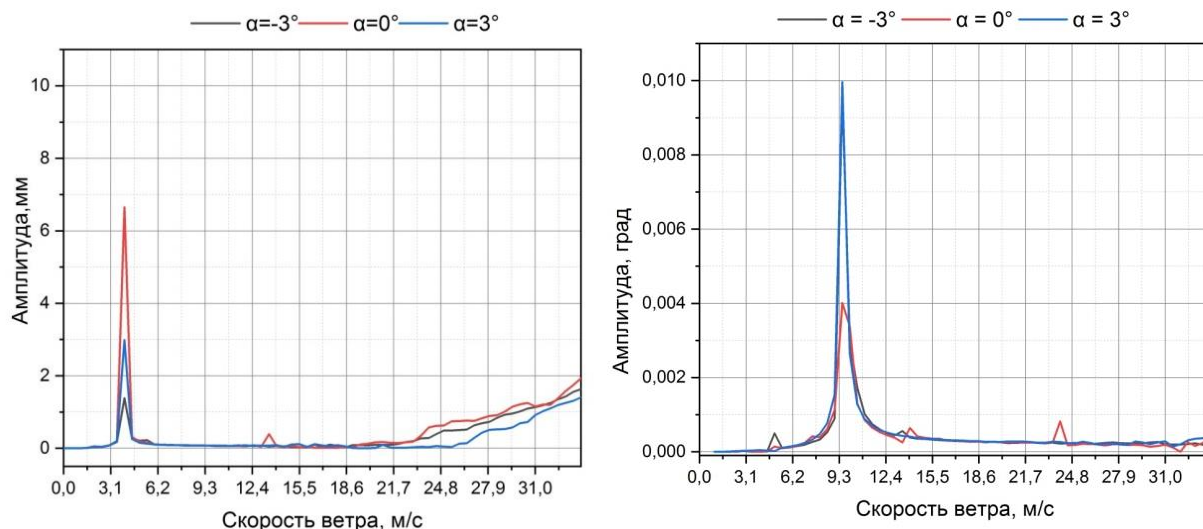 α=-3° α=0° α=3°
Амплитуда,мм
10
8
6
4
2
0
0,0 3,1 6,2 9,3 12,4 15,5 18,6 21,7 24,8 27,9 31,0
Скорость ветра, м/с
α = -3° α = 0° α = 3°
Амплитуда, град
0,010
0,008
0,006
0,004
0,002
0,000
0,0 3,1 6,2 9,3 12,4 15,5 18,6 21,7 24,8 27,9 31,0
Скорость ветра, м/с